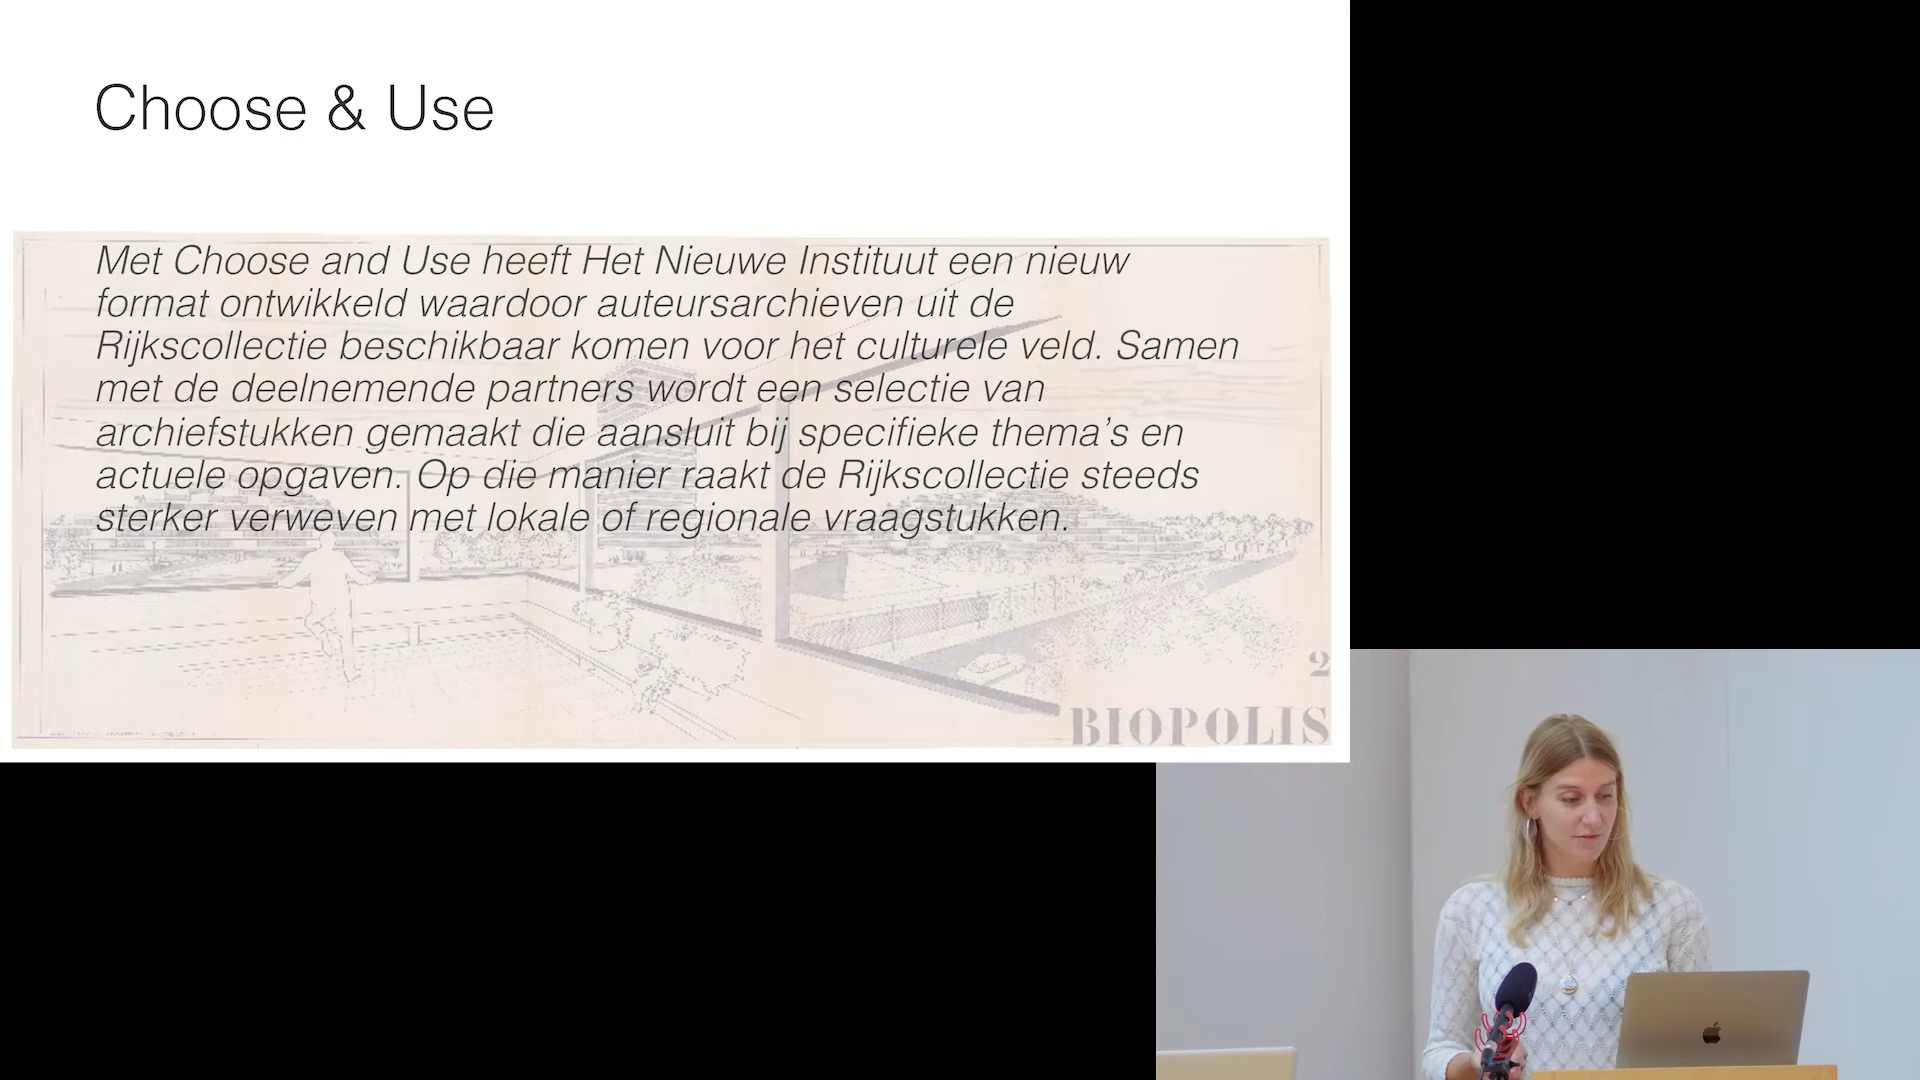 Choose & Use
Met Choose and Use heeft Het Nieuwe Instituut een nieuw
format ontwikkeld waardoor auteursarchieven uit de
Rijkscollectie beschikbaar komen voor het culturele veld. Samen
met de deelnemende partners wordt een selectie van
archiefstukken gemaakt die aansluit bij specifieke thema's en
actuele opgaven. Op die manier raakt de Rijkscollectie steeds
sterker verweven met lokale of regionale vraagstukken.
2
BIOPOLIS